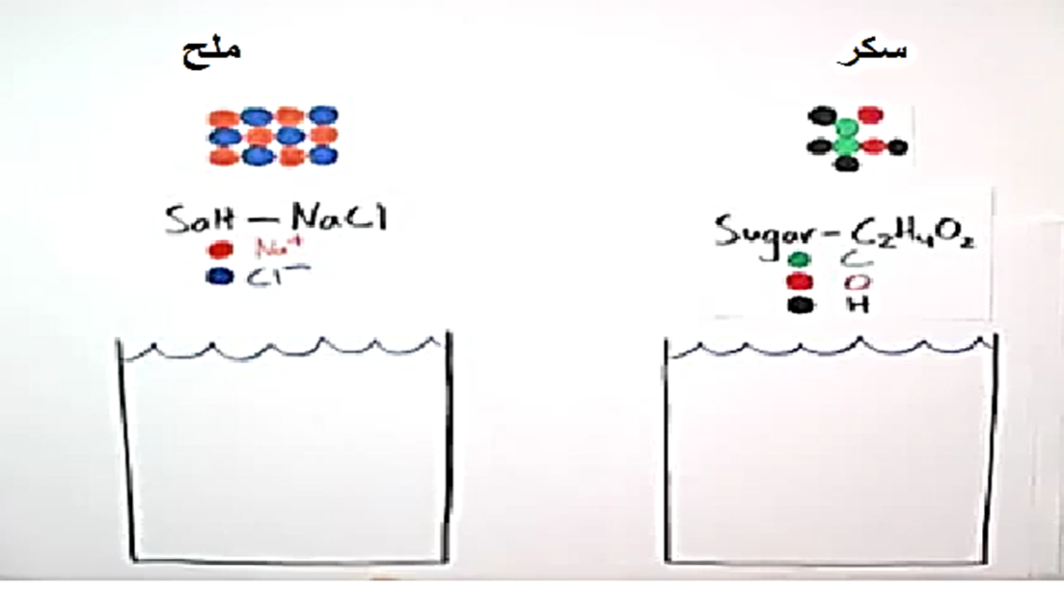 ملح
سكر
Salt – NaCl
Na⁺
Cl⁻
Sugar – C₂H₄O₂
C
O
H